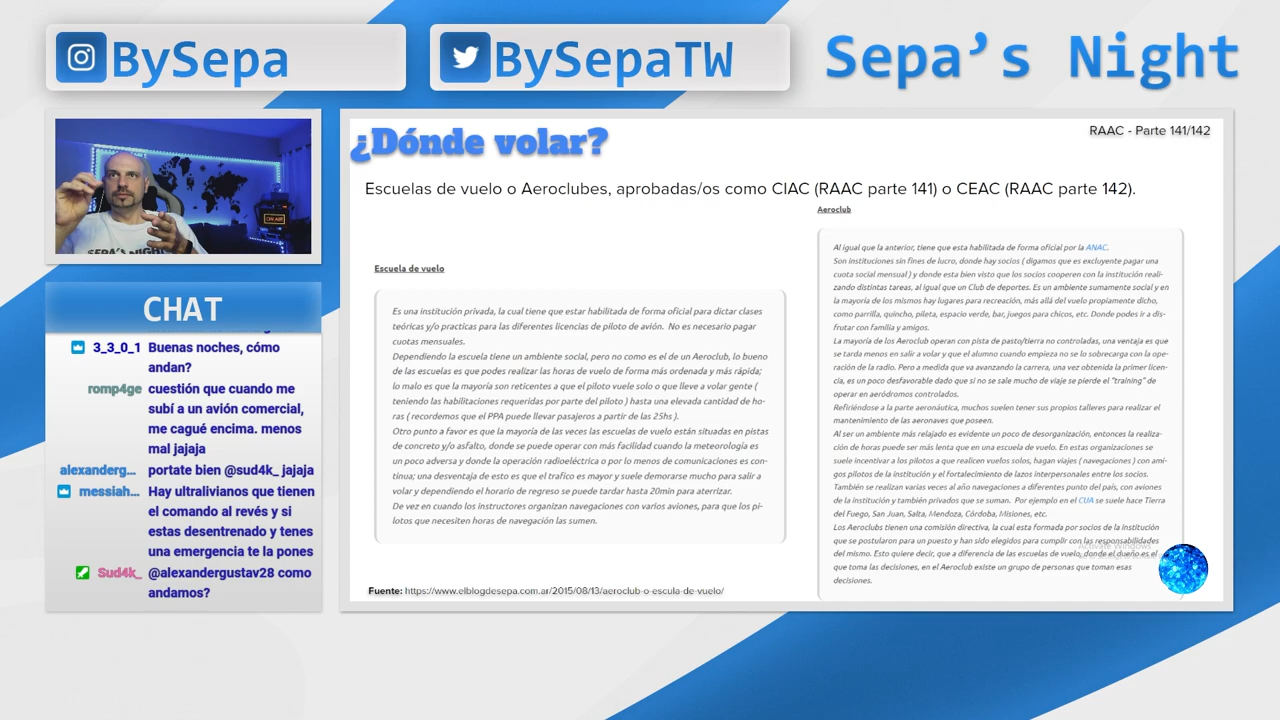 BySepa
BySepaTW
Sepa's Night
¿Dónde volar?
RAAC - Parte 141/142
Escuelas de vuelo o Aeroclubes, aprobadas/os como CIAC (RAAC parte 141) o CEAC (RAAC parte 142).
Escuela de vuelo
Es una institución privada, la cual tiene que estar habilitada de forma oficial para dictar clases
teóricas y/o practicas para las diferentes licencias de piloto de avión. No es necesario pagar
cuotas mensuales.
Dependiendo la escuela tiene un ambiente social, pero no como es el de un Aeroclub, lo bueno
de las escuelas es que podes realizar las horas de vuelo de forma más ordenada y más rápida;
lo malo es que la mayoría son reticentes a que el piloto vuele solo o que lleve a volar gente (
teniendo las habilitaciones requeridas por parte del piloto ) hasta una elevada cantidad de ho-
ras ( recordemos que el PPA puede llevar pasajeros a partir de las 25hs ).
Otro punto a favor es que la mayoría de las veces las escuelas de vuelo están situadas en pistas
de concreto y/o asfalto, donde se puede operar con más facilidad cuando la meteorología es
un poco adversa y donde la operación radioeléctrica o por lo menos de comunicaciones es con-
tinua; una desventaja de esto es que el trafico es mayor y suele demorarse mucho para salir a
volar y dependiendo el horario de regreso se puede tardar hasta 20min para aterrizar.
De vez en cuando los instructores organizan navegaciones con varios aviones, para que los pi-
lotos que necesiten horas de navegación las sumen.
Aeroclub
Al igual que la anterior, tiene que esta habilitada de forma oficial por la ANAC.
Son instituciones sin fines de lucro, donde hay socios ( digamos que es excluyente pagar una
cuota social mensual ) y donde esta bien visto que los socios cooperen con la institución reali-
zando distintas tareas, al igual que un Club de deportes. Es un ambiente sumamente social y en
la mayoría de los mismos hay lugares para recreación, más allá del vuelo propiamente dicho,
como parrilla, quincho, pileta, espacio verde, bar, juegos para chicos, etc. Donde podes ir a dis-
frutar con familia y amigos.
La mayoría de los Aeroclub operan con pista de pasto/tierra no controladas, una ventaja es que
se tarda menos en salir a volar y que el alumno cuando empieza no se lo sobrecarga con la ope-
ración de la radio. Pero a medida que va avanzando la carrera, una vez obtenida la primer licen-
cia, es un poco desfavorable dado que si no se sale mucho de viaje se pierde el "training" de
operar en aeródromos controlados.
Refiriéndose a la parte aeronáutica, muchos suelen tener sus propios talleres para realizar el
mantenimiento de las aeronaves que poseen.
Al ser un ambiente más relajado es evidente un poco de desorganización, entonces la realiza-
ción de horas puede ser más lenta que en una escuela de vuelo. En estas organizaciones se
suele incentivar a los pilotos a que realicen vuelos solos, hagan viajes ( navegaciones ) con ami-
gos pilotos de la institución y el fortalecimiento de lazos interpersonales entre los socios.
También se realizan varias veces al año navegaciones a diferentes punto del país, con aviones
de la institución y también privados que se suman. Por ejemplo en el CUA se suele hace Tierra
del Fuego, San Juan, Salta, Mendoza, Córdoba, Misiones, etc.
Los Aeroclubs tienen una comisión directiva, la cual esta formada por socios de la institución
que se postularon para un puesto y han sido elegidos para cumplir con las responsabilidades
del mismo. Esto quiere decir, que a diferencia de las escuelas de vuelo, donde el dueño es el
que toma las decisiones, en el Aeroclub existe un grupo de personas que toman esas
decisiones.
Activate Windows
Fuente: https://www.elblogdesepa.com.ar/2015/08/13/aeroclub-o-escula-de-vuelo/
ON AIR
SEPA'S NIGHT
CHAT
3_3_0_1 Buenas noches, cómo
andan?
romp4ge cuestión que cuando me
subí a un avión comercial,
me cagué encima. menos
mal jajaja
alexanderg... portate bien @sud4k_ jajaja
messiah... Hay ultralivianos que tienen
el comando al revés y si
estas desentrenado y tenes
una emergencia te la pones
Sud4k_ @alexandergustav28 como
andamos?